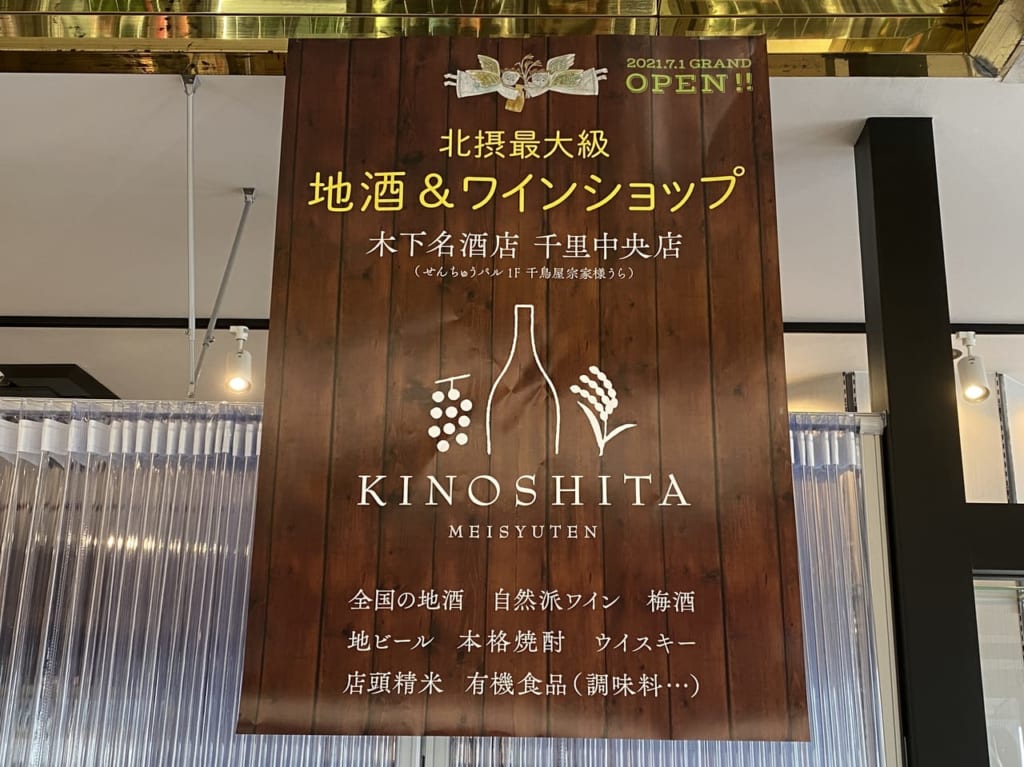 2021.7.1 GRAND
OPEN!!
北摂最大級
地酒&ワインショップ
木下名酒店 千里中央店
(せんちゅうパル 1F 千鳥屋宗家様うら)
KINOSHITA
MEISYUTEN
全国の地酒 自然派ワイン 梅酒
地ビール 本格焼酎 ウイスキー
店頭精米 有機食品(調味料…)